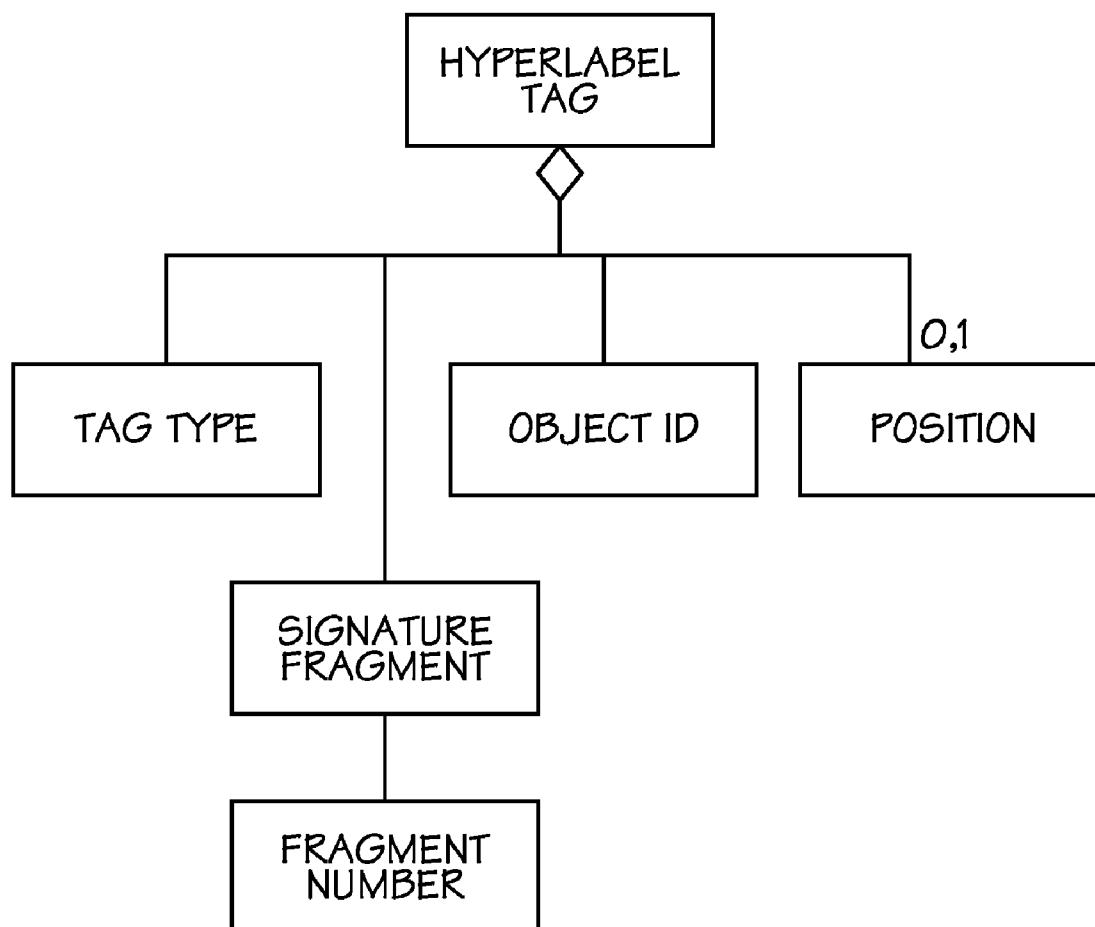 HYPERLABEL
TAG
0,1
TAG TYPE
OBJECT ID
POSITION
SIGNATURE
FRAGMENT
FRAGMENT
NUMBER